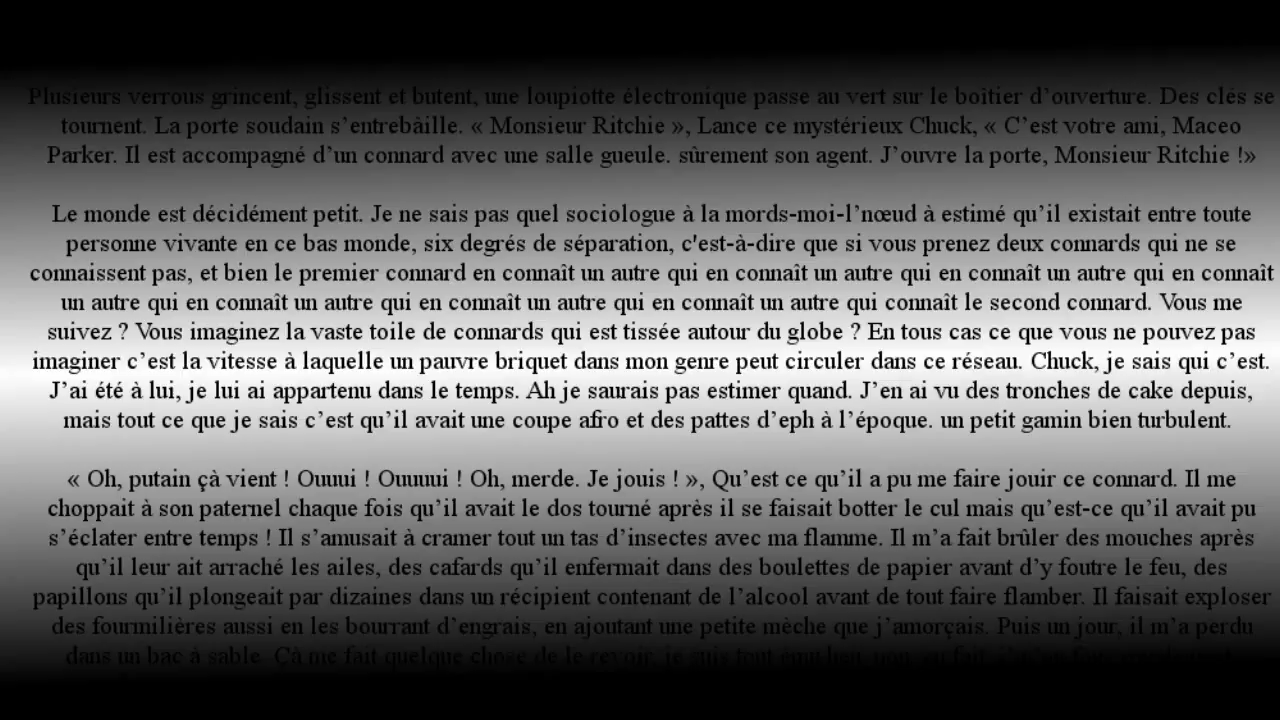 Plusieurs verrous grincent, glissent et butent, une loupiotte électronique passe au vert sur le boîtier d’ouverture. Des clés se
tournent. La porte soudain s’entrebâille. « Monsieur Ritchie », Lance ce mystérieux Chuck, « C’est votre ami, Maceo
Parker. Il est accompagné d’un connard avec une salle gueule. sûrement son agent. J’ouvre la porte, Monsieur Ritchie !»
Le monde est décidément petit. Je ne sais pas quel sociologue à la mords-moi-l’nœud à estimé qu’il existait entre toute
personne vivante en ce bas monde, six degrés de séparation, c'est-à-dire que si vous prenez deux connards qui ne se
connaissent pas, et bien le premier connard en connaît un autre qui en connaît un autre qui en connaît un autre qui en connaît
un autre qui en connaît un autre qui en connaît un autre qui en connaît un autre qui connaît le second connard. Vous me
suivez ? Vous imaginez la vaste toile de connards qui est tissée autour du globe ? En tous cas ce que vous ne pouvez pas
imaginer c’est la vitesse à laquelle un pauvre briquet dans mon genre peut circuler dans ce réseau. Chuck, je sais qui c’est.
J’ai été à lui, je lui ai appartenu dans le temps. Ah je saurais pas estimer quand. J’en ai vu des tronches de cake depuis,
mais tout ce que je sais c’est qu’il avait une coupe afro et des pattes d’eph à l’époque. un petit gamin bien turbulent.
« Oh, putain çà vient ! Ouuui ! Ouuuui ! Oh, merde. Je jouis ! », Qu’est ce qu’il a pu me faire jouir ce connard. Il me
choppait à son paternel chaque fois qu’il avait le dos tourné après il se faisait botter le cul mais qu’est-ce qu’il avait pu
s’éclater entre temps ! Il s’amusait à cramer tout un tas d’insectes avec ma flamme. Il m’a fait brûler des mouches après
qu’il leur ait arraché les ailes, des cafards qu’il enfermait dans des boulettes de papier avant d’y foutre le feu, des
papillons qu’il plongeait par dizaines dans un récipient contenant de l’alcool avant de tout faire flamber. Il faisait exploser
des fourmilières aussi en les bourrant d’engrais, en ajoutant une petite mèche que j’amorçais. Puis un jour, il m’a perdu
dans un bac à sable. Çà me fait quelque chose de le revoir, je suis tout